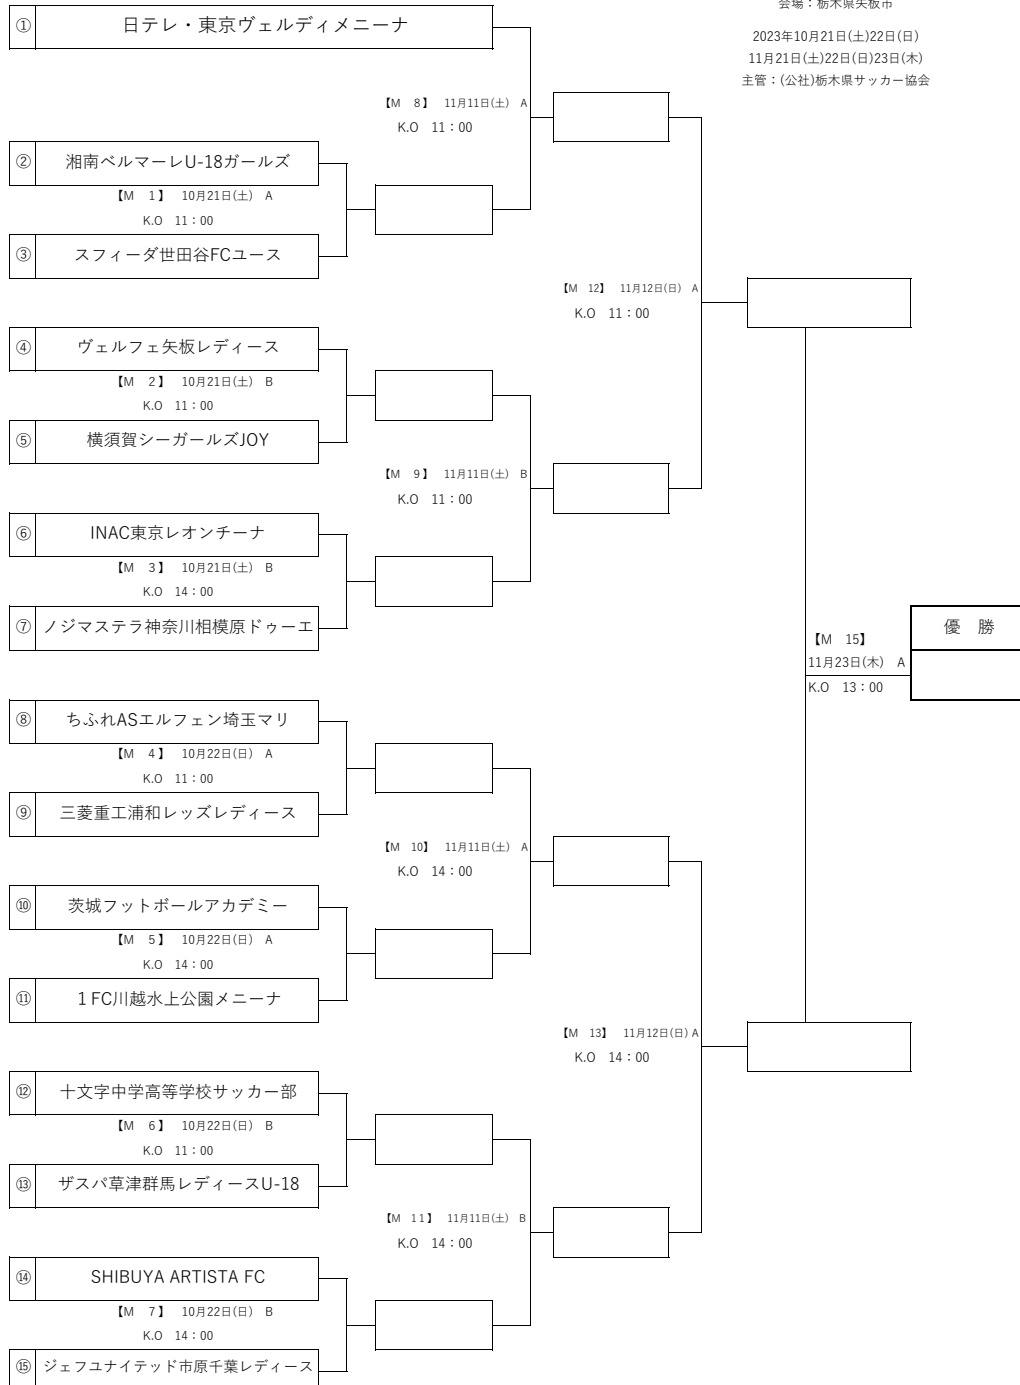 会場：栃木県矢板市
① 日テレ・東京ヴェルディメニーナ
2023年10月21日(土)22日(日)
11月21日(土)22日(日)23日(木)
主管：(公社)栃木県サッカー協会
【M 8】 11月11日(土) A
K.O 11：00
② 湘南ベルマーレU-18ガールズ
【M 1】 10月21日(土) A
K.O 11：00
③ スフィーダ世田谷FCユース
【M 12】 11月12日(日) A
K.O 11：00
④ ヴェルフェ矢板レディース
【M 2】 10月21日(土) B
K.O 11：00
⑤ 横須賀シーガールズJOY
【M 9】 11月11日(土) B
K.O 11：00
⑥ INAC東京レオンチーナ
【M 3】 10月21日(土) B
K.O 14：00
⑦ ノジマステラ神奈川相模原ドゥーエ
優 勝
【M 15】
11月23日(木) A
K.O 13：00
⑧ ちふれASエルフェン埼玉マリ
【M 4】 10月22日(日) A
K.O 11：00
⑨ 三菱重工浦和レッズレディース
【M 10】 11月11日(土) A
K.O 14：00
⑩ 茨城フットボールアカデミー
【M 5】 10月22日(日) A
K.O 14：00
⑪ 1 FC川越水上公園メニーナ
【M 13】 11月12日(日) A
K.O 14：00
⑫ 十文字中学高等学校サッカー部
【M 6】 10月22日(日) B
K.O 11：00
⑬ ザスパ草津群馬レディースU-18
【M 11】 11月11日(土) B
K.O 14：00
⑭ SHIBUYA ARTISTA FC
【M 7】 10月22日(日) B
K.O 14：00
⑮ ジェフユナイテッド市原千葉レディース